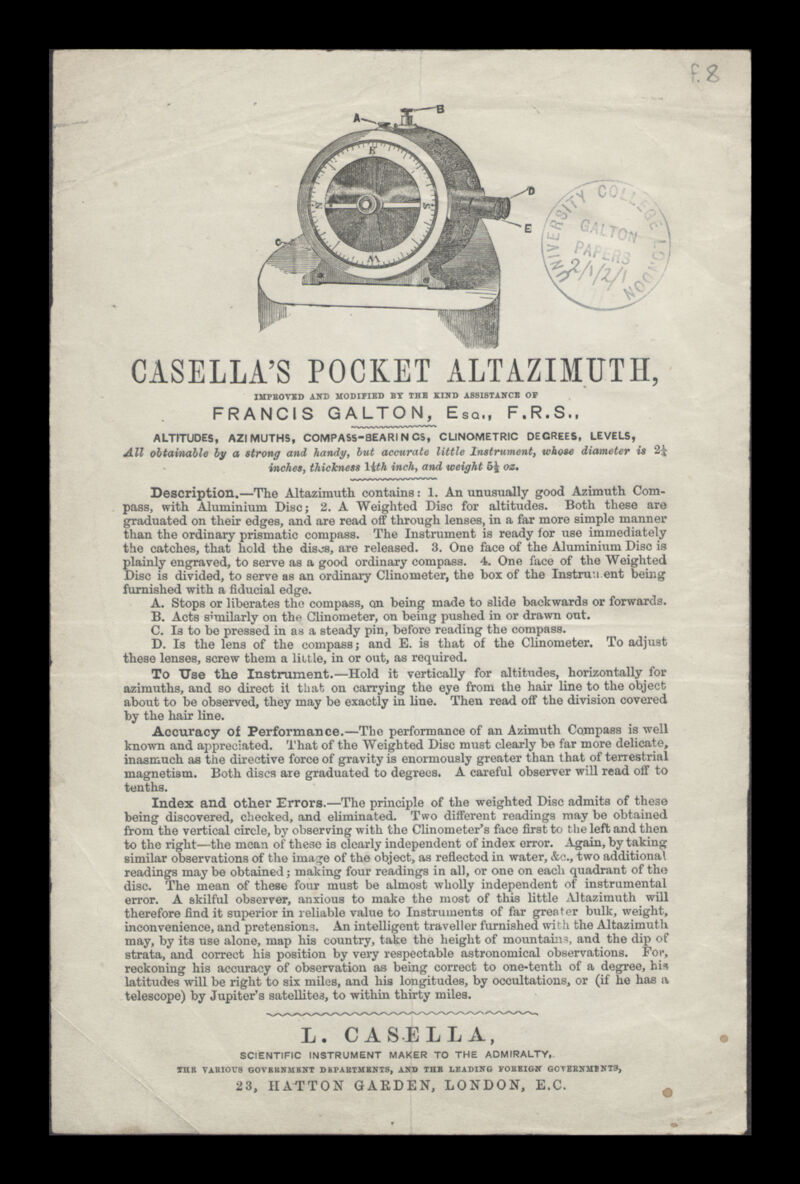 f. 8
A
B
D
E
C
E
N
S
W
UNIVERSITY COLLEGE LONDON
GALTON
PAPERS
2/1/2/1
CASELLA'S POCKET ALTAZIMUTH,
IMPROVED AND MODIFIED BY THE KIND ASSISTANCE OF
FRANCIS GALTON, Esq., F.R.S.,
ALTITUDES, AZIMUTHS, COMPASS-BEARINGS, CLINOMETRIC DEGREES, LEVELS,
All obtainable by a strong and handy, but accurate little Instrument, whose diameter is 2¼
inches, thickness 1¼th inch, and weight 5½ oz.
Description.—The Altazimuth contains: 1. An unusually good Azimuth Com-
pass, with Aluminium Disc; 2. A Weighted Disc for altitudes. Both these are
graduated on their edges, and are read off through lenses, in a far more simple manner
than the ordinary prismatic compass. The Instrument is ready for use immediately
the catches, that hold the discs, are released. 3. One face of the Aluminium Disc is
plainly engraved, to serve as a good ordinary compass. 4. One face of the Weighted
Disc is divided, to serve as an ordinary Clinometer, the box of the Instrument being
furnished with a fiducial edge.
A. Stops or liberates the compass, on being made to slide backwards or forwards.
B. Acts similarly on the Clinometer, on being pushed in or drawn out.
C. Is to be pressed in as a steady pin, before reading the compass.
D. Is the lens of the compass; and E. is that of the Clinometer. To adjust
these lenses, screw them a little, in or out, as required.
To Use the Instrument.—Hold it vertically for altitudes, horizontally for
azimuths, and so direct it that on carrying the eye from the hair line to the object
about to be observed, they may be exactly in line. Then read off the division covered
by the hair line.
Accuracy of Performance.—The performance of an Azimuth Compass is well
known and appreciated. That of the Weighted Disc must clearly be far more delicate,
inasmuch as the directive force of gravity is enormously greater than that of terrestrial
magnetism. Both discs are graduated to degrees. A careful observer will read off to
tenths.
Index and other Errors.—The principle of the weighted Disc admits of these
being discovered, checked, and eliminated. Two different readings may be obtained
from the vertical circle, by observing with the Clinometer's face first to the left and then
to the right—the mean of these is clearly independent of index error. Again, by taking
similar observations of the image of the object, as reflected in water, &c., two additional
readings may be obtained; making four readings in all, or one on each quadrant of the
disc. The mean of these four must be almost wholly independent of instrumental
error. A skilful observer, anxious to make the most of this little Altazimuth will
therefore find it superior in reliable value to Instruments of far greater bulk, weight,
inconvenience, and pretensions. An intelligent traveller furnished with the Altazimuth
may, by its use alone, map his country, take the height of mountains, and the dip of
strata, and correct his position by very respectable astronomical observations. For,
reckoning his accuracy of observation as being correct to one-tenth of a degree, his
latitudes will be right to six miles, and his longitudes, by occultations, or (if he has a
telescope) by Jupiter's satellites, to within thirty miles.
L. CASELLA,
SCIENTIFIC INSTRUMENT MAKER TO THE ADMIRALTY,
THE VARIOUS GOVERNMENT DEPARTMENTS, AND THE LEADING FOREIGN GOVERNMENTS,
23, HATTON GARDEN, LONDON, E.C.